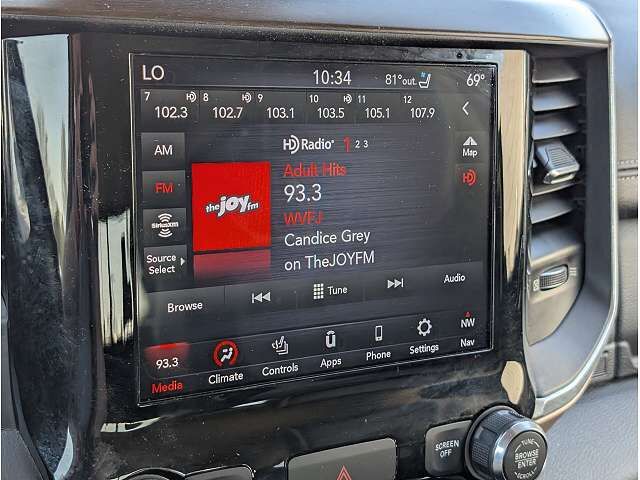 LO 10:34 81°out. 69°
7 8 9 10 11 12
102.3 102.7 103.1 103.5 105.1 107.9
AM HD Radio 1 2 3
Map
Adult Hits
FM 93.3
the joy fm
WVFJ
SiriusXM Candice Grey
Source
Select on TheJOYFM
Browse Tune Audio
93.3 NW
Media Climate Controls Apps Phone Settings Nav
SCREEN
OFF
TUNE
BROWSE
ENTER
SCROLL